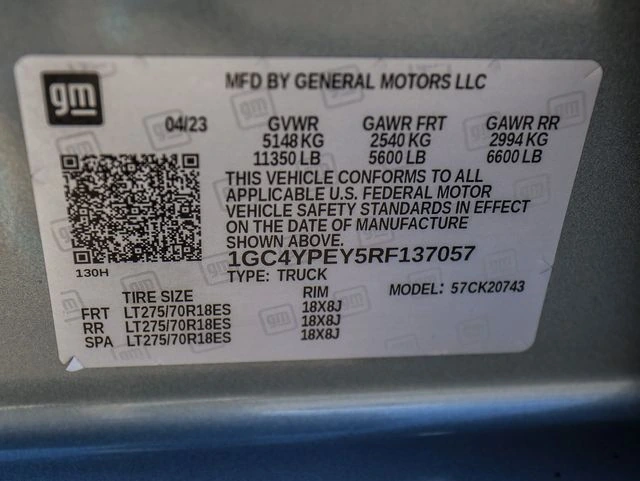 gm
MFD BY GENERAL MOTORS LLC
04/23 GVWR GAWR FRT GAWR RR
5148 KG 2540 KG 2994 KG
11350 LB 5600 LB 6600 LB
THIS VEHICLE CONFORMS TO ALL
APPLICABLE U.S. FEDERAL MOTOR
VEHICLE SAFETY STANDARDS IN EFFECT
ON THE DATE OF MANUFACTURE
SHOWN ABOVE.
130H
1GC4YPEY5RF137057
TYPE: TRUCK
MODEL: 57CK20743
TIRE SIZE RIM
FRT LT275/70R18ES 18X8J
RR LT275/70R18ES 18X8J
SPA LT275/70R18ES 18X8J